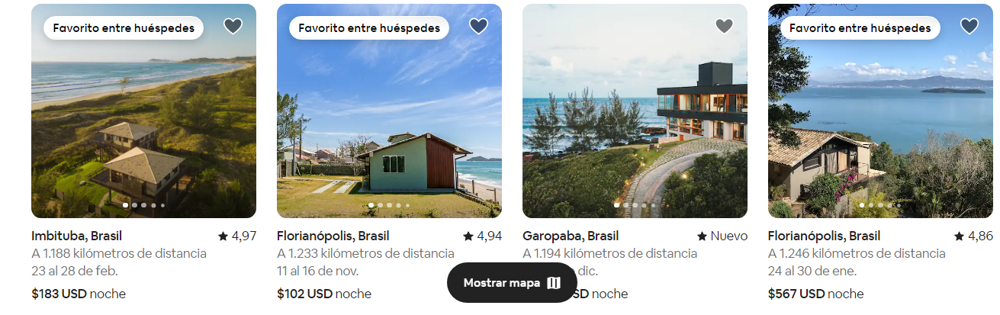 Favorito entre huéspedes
Favorito entre huéspedes
Favorito entre huéspedes
Imbituba, Brasil ★ 4,97
A 1.188 kilómetros de distancia
23 al 28 de feb.
$183 USD noche
Florianópolis, Brasil ★ 4,94
A 1.233 kilómetros de distancia
11 al 16 de nov.
$102 USD noche
Garopaba, Brasil ★ Nuevo
A 1.194 kilómetros de distancia
dic.
noche
Florianópolis, Brasil ★ 4,86
A 1.246 kilómetros de distancia
24 al 30 de ene.
$567 USD noche
Mostrar mapa